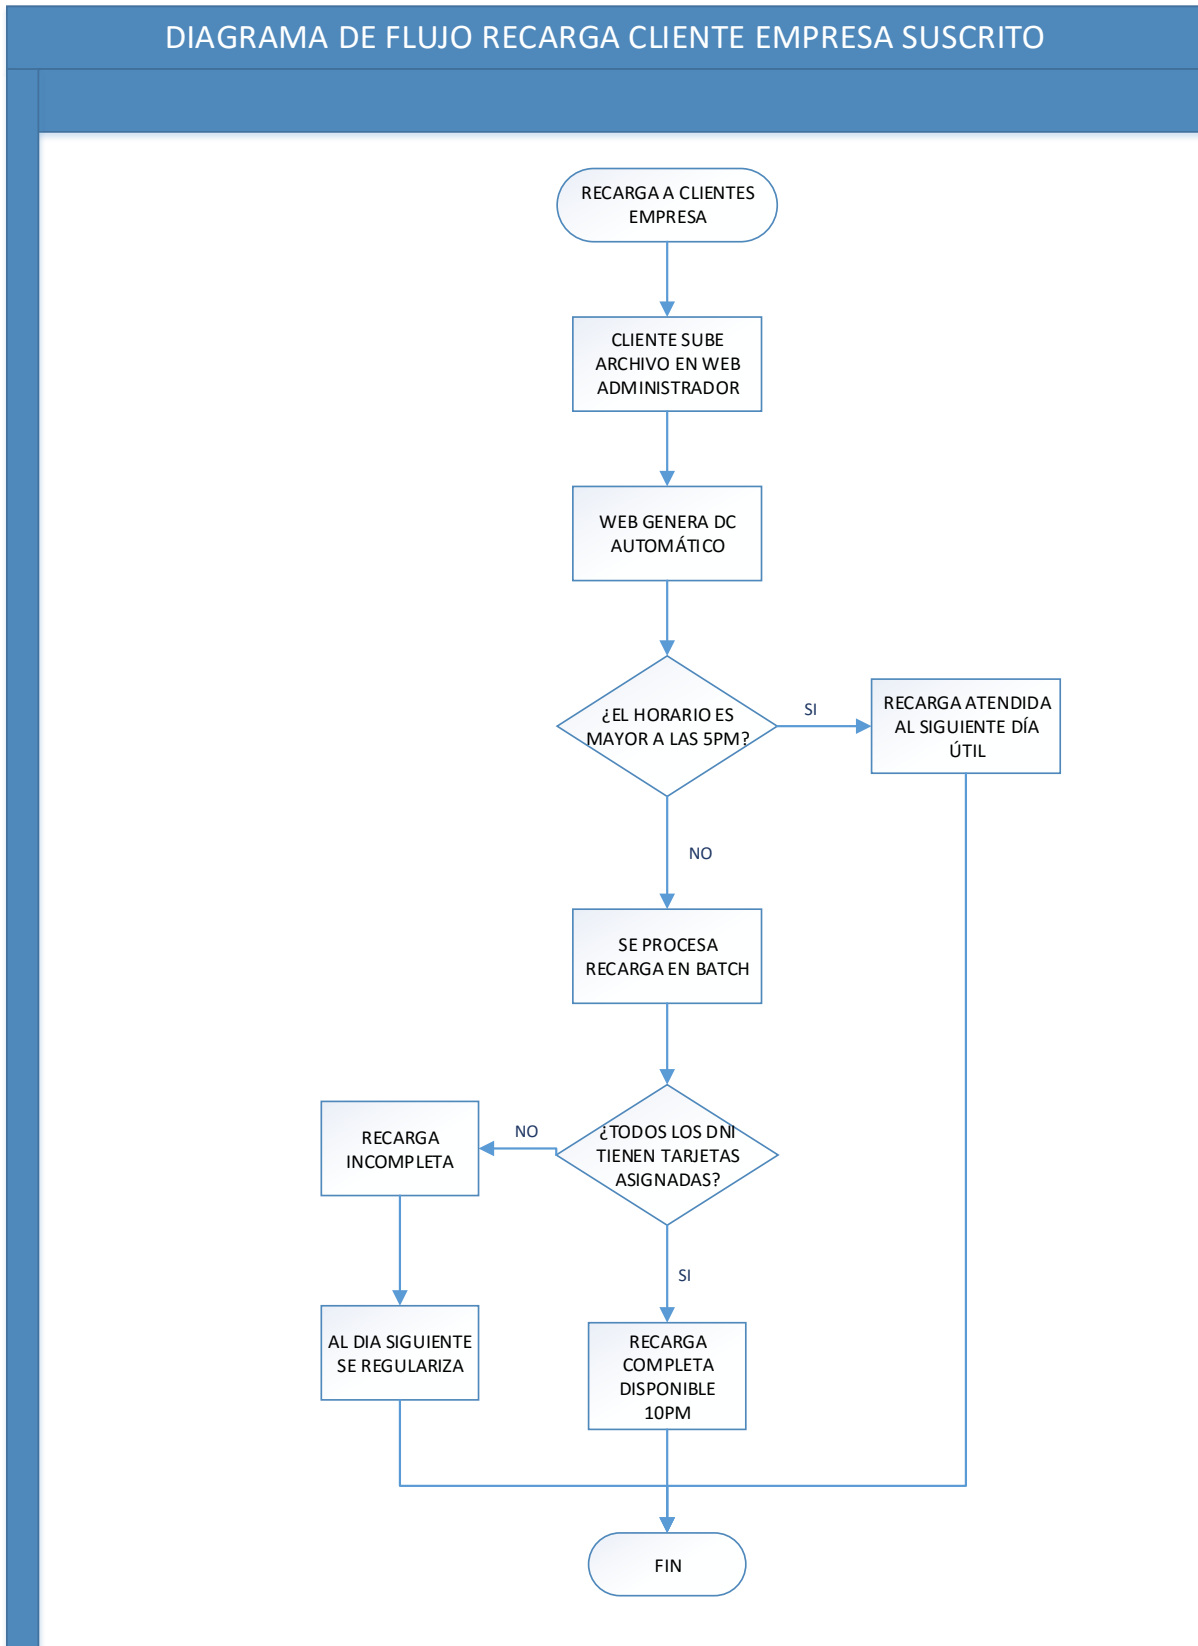 DIAGRAMA DE FLUJO RECARGA CLIENTE EMPRESA SUSCRITO
RECARGA A CLIENTES
EMPRESA
CLIENTE SUBE
ARCHIVO EN WEB
ADMINISTRADOR
WEB GENERA DC
AUTOMÁTICO
¿EL HORARIO ES
MAYOR A LAS 5PM?
SI
RECARGA ATENDIDA
AL SIGUIENTE DÍA
ÚTIL
NO
SE PROCESA
RECARGA EN BATCH
¿TODOS LOS DNI
TIENEN TARJETAS
ASIGNADAS?
NO
RECARGA
INCOMPLETA
SI
AL DIA SIGUIENTE
SE REGULARIZA
RECARGA
COMPLETA
DISPONIBLE
10PM
FIN